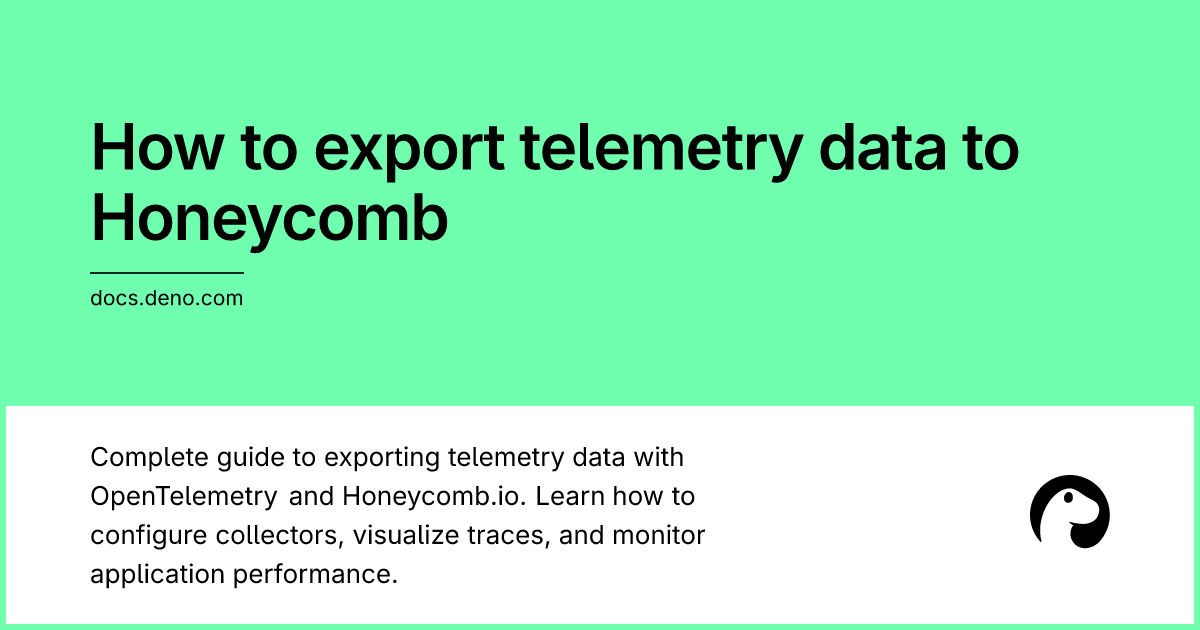 How to export telemetry data to
Honeycomb
docs.deno.com
Complete guide to exporting telemetry data with
OpenTelemetry and Honeycomb.io. Learn how to
configure collectors, visualize traces, and monitor
application performance.